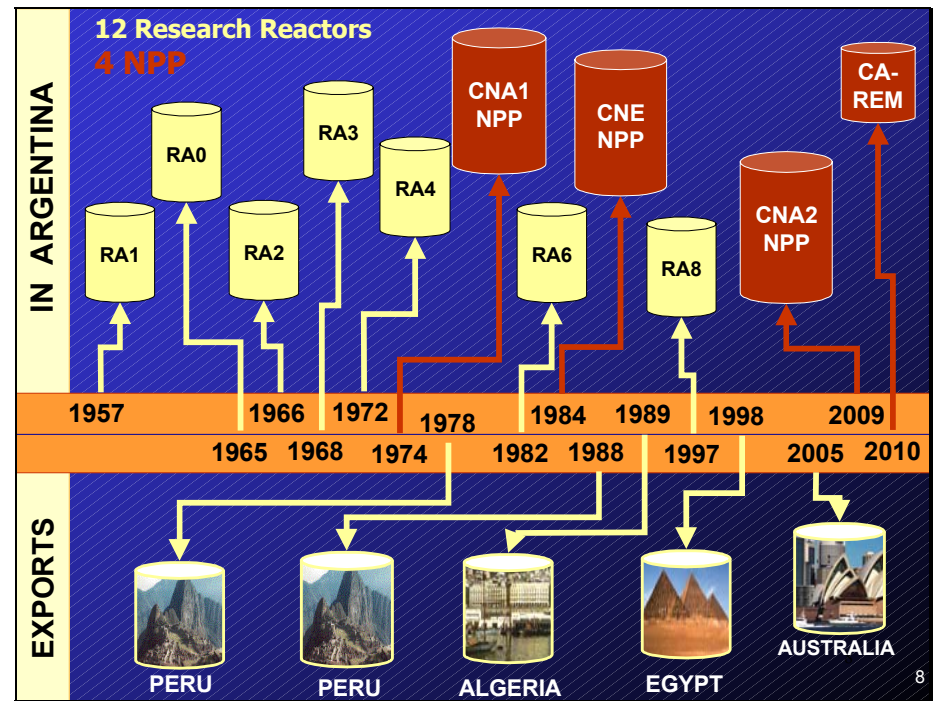 12 Research Reactors
4 NPP
IN ARGENTINA
RA1
RA0
RA2
RA3
RA4
CNA1
NPP
RA6
CNE
NPP
RA8
CNA2
NPP
CA-
REM
1957
1965
1966
1968
1972
1974
1978
1982
1984
1988
1989
1997
1998
2005
2009
2010
EXPORTS
PERU
PERU
ALGERIA
EGYPT
AUSTRALIA
8